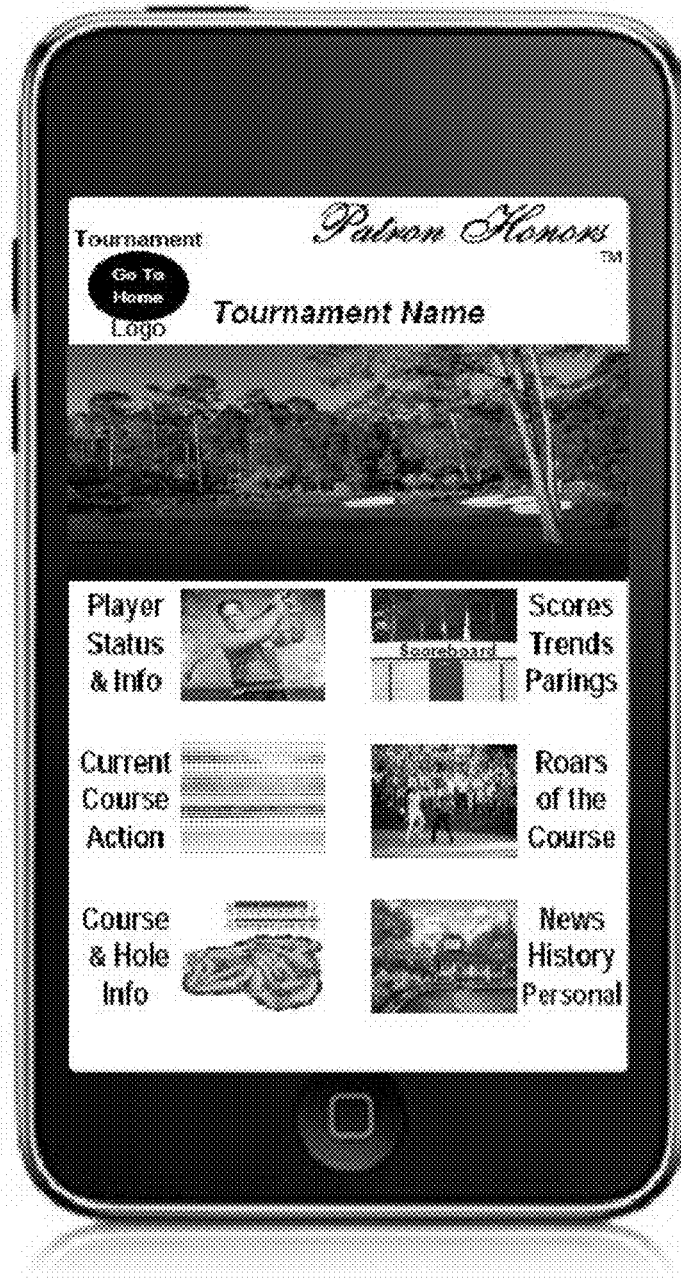 Patron Honors
TM
Tournament
Go To
Home
Logo
Tournament Name
Player
Status
& Info
Scoreboard
Scores
Trends
Parings
Current
Course
Action
Roars
of the
Course
Course
& Hole
Info
News
History
Personal